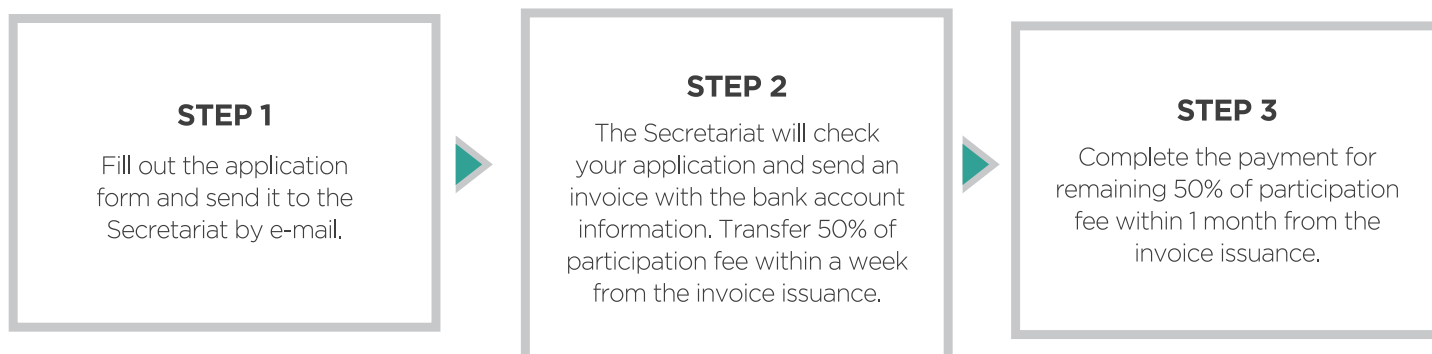 STEP 1
Fill out the application
form and send it to the
Secretariat by e-mail.
STEP 2
The Secretariat will check
your application and send an
invoice with the bank account
information. Transfer 50% of
participation fee within a week
from the invoice issuance.
STEP 3
Complete the payment for
remaining 50% of participation
fee within 1 month from the
invoice issuance.